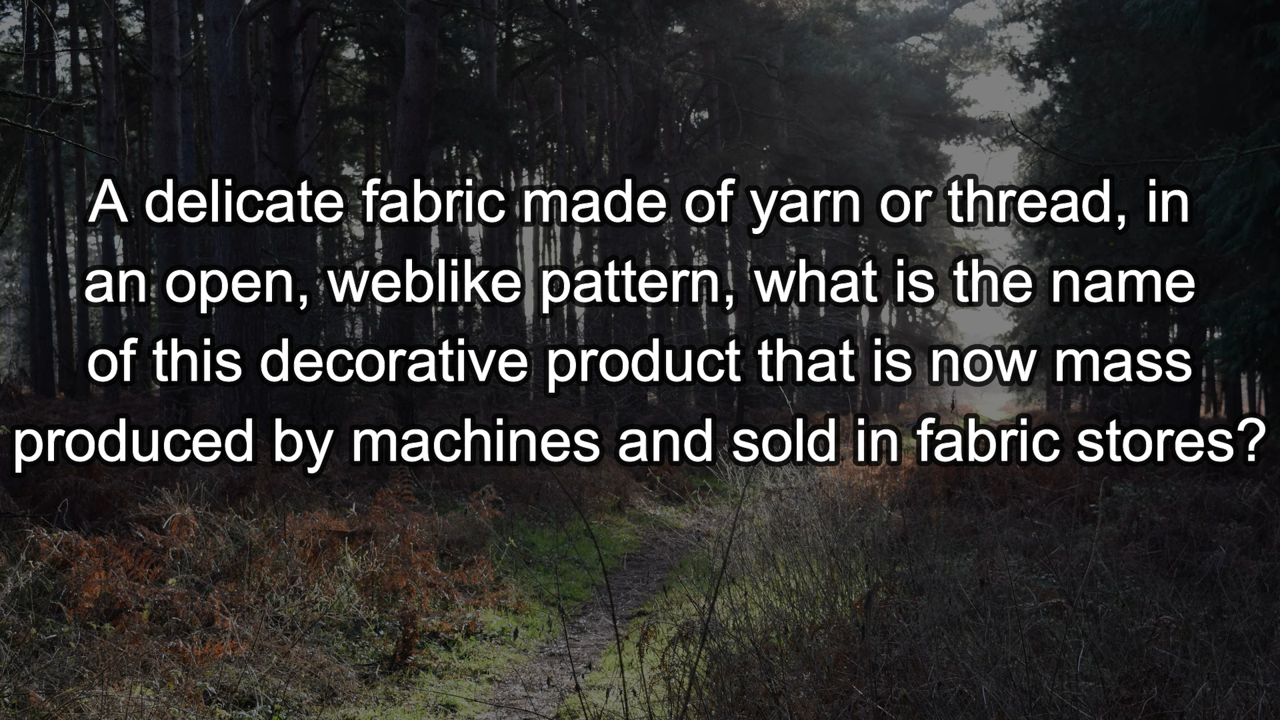 A delicate fabric made of yarn or thread, in
an open, weblike pattern, what is the name
of this decorative product that is now mass
produced by machines and sold in fabric stores?